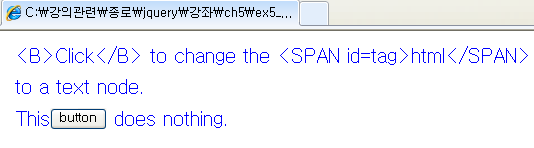 C:\강의관련\종로\jquery\강좌\ch5\ex5_...
<B>Click</B> to change the <SPAN id=tag>html</SPAN>
to a text node.
This button does nothing.